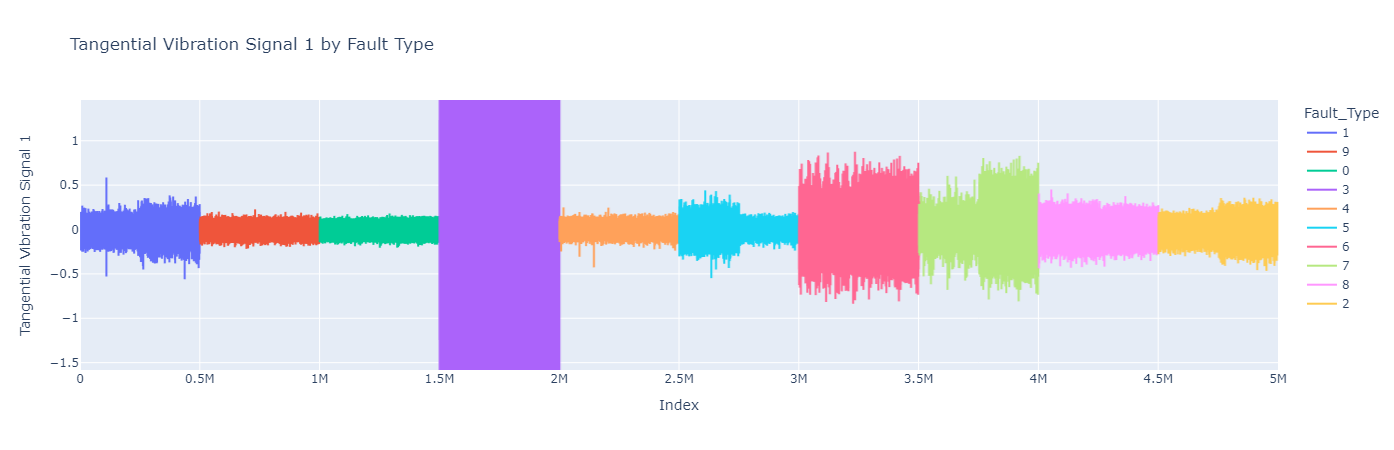 Tangential Vibration Signal 1 by Fault Type
Tangential Vibration Signal 1
1
0.5
0
−0.5
−1
−1.5
0
0.5M
1M
1.5M
2M
2.5M
3M
3.5M
4M
4.5M
5M
Index
Fault_Type
1
9
0
3
4
5
6
7
8
2